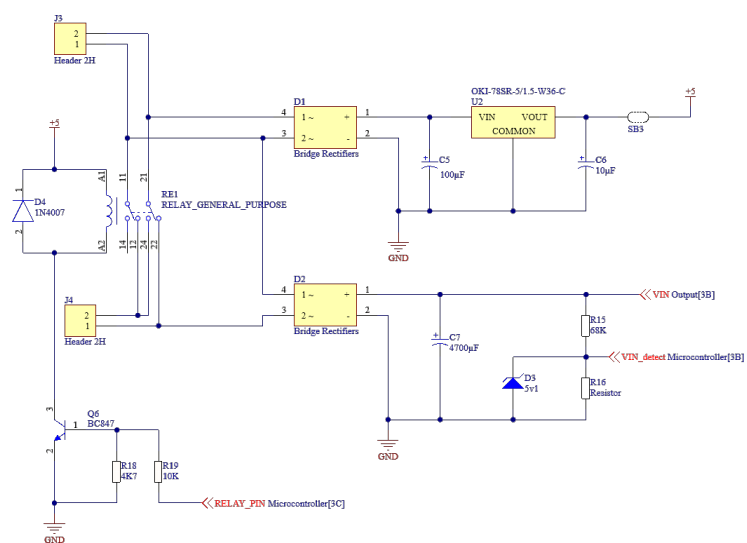 J3
2
1
Header 2H
OKI-78SR-5/1.5-W36-C
D1
U2
+5
4
1 ~
+
1
VIN
VOUT
3
2 ~
-
2
COMMON
SB3
Bridge Rectifiers
+5
C5
100µF
C6
10µF
1
A1
11
21
D4
1N4007
RE1
RELAY_GENERAL_PURPOSE
2
A2
14
12
24
22
GND
D2
J4
4
1 ~
+
1
VIN Output[3B]
2
1
3
2 ~
-
2
R15
68K
Header 2H
Bridge Rectifiers
C7
4700µF
VIN_detect Microcontroller[3B]
D3
5v1
R16
Resistor
3
Q6
BC847
1
GND
2
R18
4K7
R19
10K
RELAY_PIN Microcontroller[3C]
GND